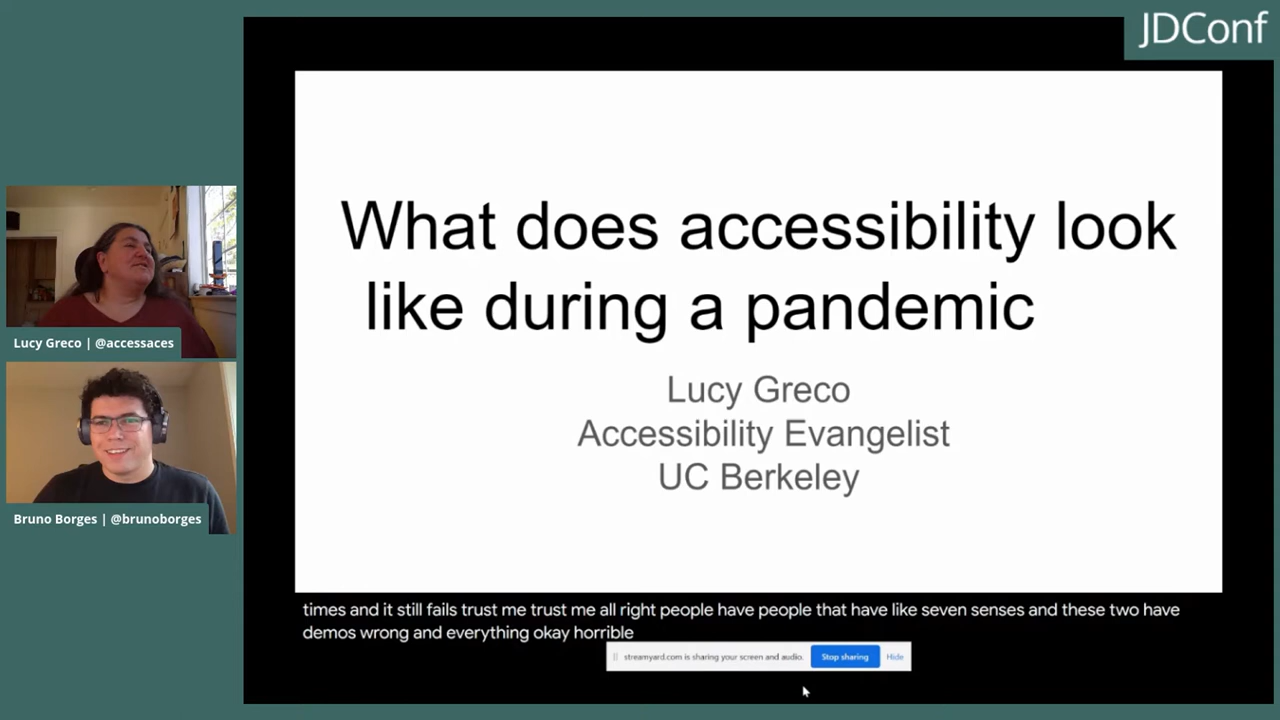 JDConf
What does accessibility look
like during a pandemic
Lucy Greco
Accessibility Evangelist
UC Berkeley
Lucy Greco | @accessaces
Bruno Borges | @brunoborges
times and it still fails trust me trust me all right people have people that have like seven senses and these two have
demos wrong and everything okay horrible
streamyard.com is sharing your screen and audio. Stop sharing Hide